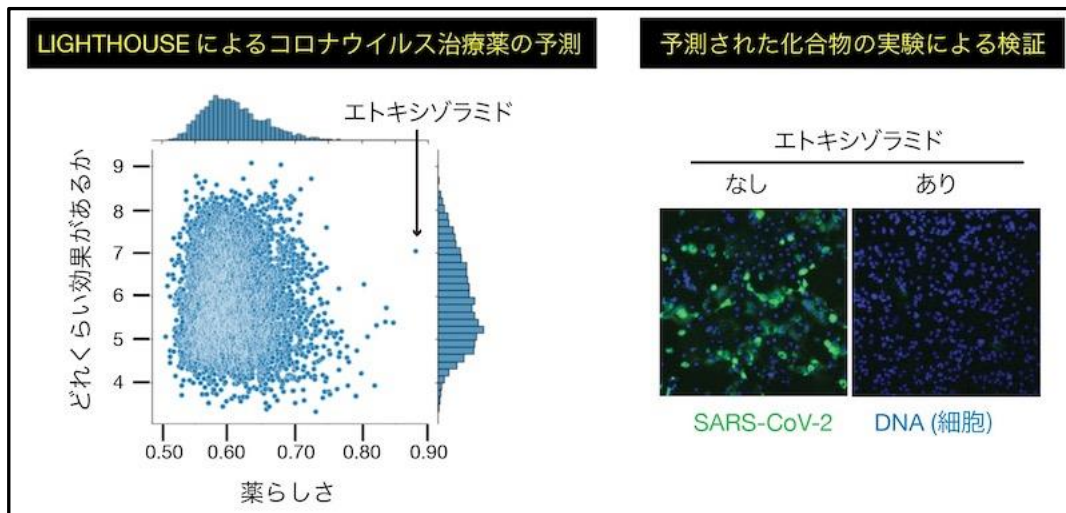 LIGHTHOUSE によるコロナウイルス治療薬の予測
エトキシゾラミド
どれくらい効果があるか
9
8
7
6
5
4
0.50 0.60 0.70 0.80 0.90
薬らしさ
予測された化合物の実験による検証
エトキシゾラミド
なし あり
SARS-CoV-2 DNA (細胞)